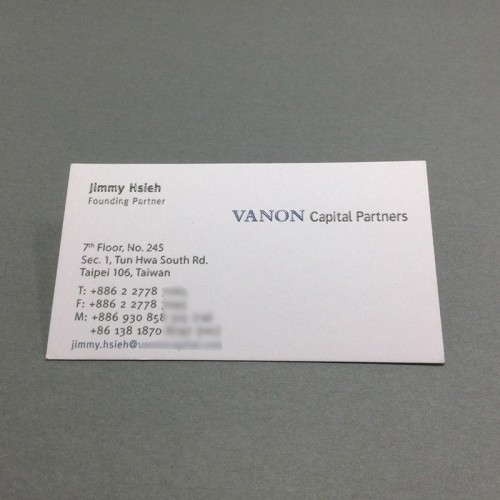 Jimmy Hsieh
Founding Partner
VANON Capital Partners
7th Floor, No. 245
Sec. 1, Tun Hwa South Rd.
Taipei 106, Taiwan
T: +886 2 2778
F: +886 2 2778
M: +886 930 858
+86 138 1870
jimmy.hsieh@